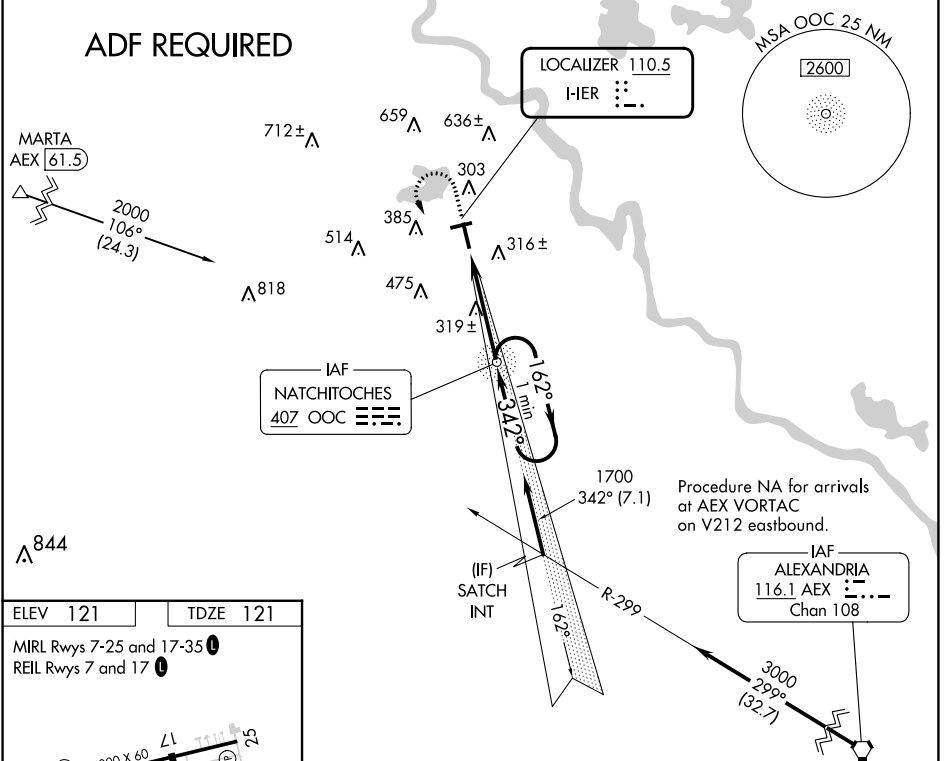 ADF REQUIRED
LOCALIZER 110.5
I-IER
MSA OOC 25 NM
2600
MARTA
AEX 61.5
2000
106°
(24.3)
712±
659
636±
303
385
514
316±
818
475
319±
IAF
NATCHITOCHES
407 OOC
162°
1 min
342°
1700
342° (7.1)
Procedure NA for arrivals
at AEX VORTAC
on V212 eastbound.
844
(IF)
SATCH
INT
162°
R-299
IAF
ALEXANDRIA
116.1 AEX
Chan 108
3000
299°
(32.7)
ELEV 121
TDZE 121
MIRL Rwys 7-25 and 17-35 L
REIL Rwys 7 and 17 L
17
25
X 60
P